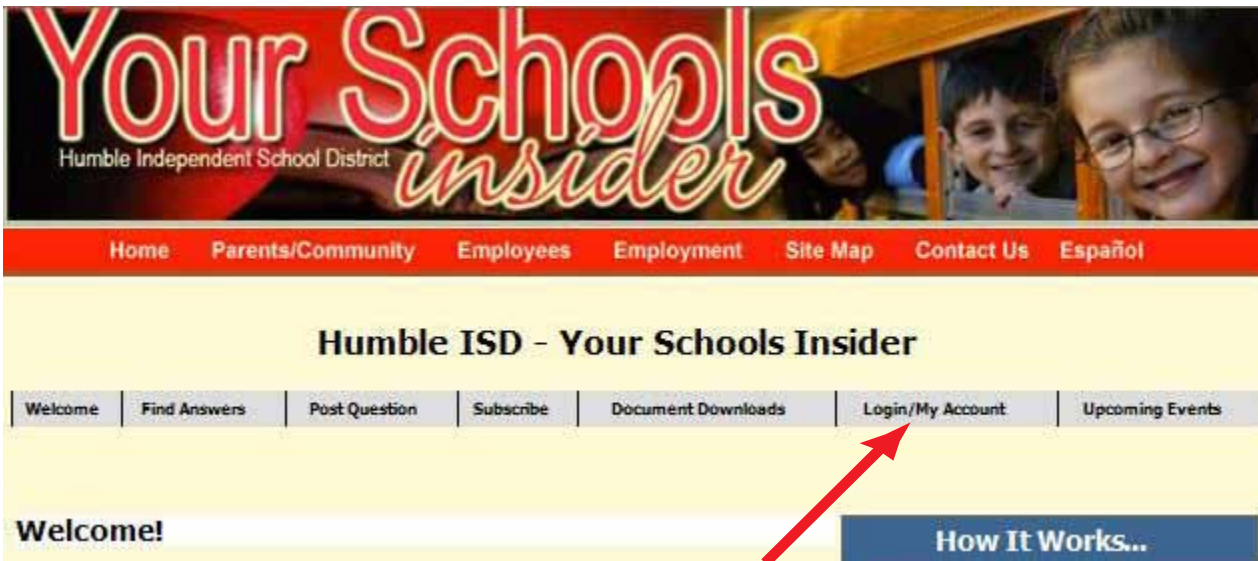 Your Schools
Humble Independent School District insider
Home Parents/Community Employees Employment Site Map Contact Us Español
Humble ISD - Your Schools Insider
Welcome Find Answers Post Question Subscribe Document Downloads Login/My Account Upcoming Events
Welcome!
How It Works...